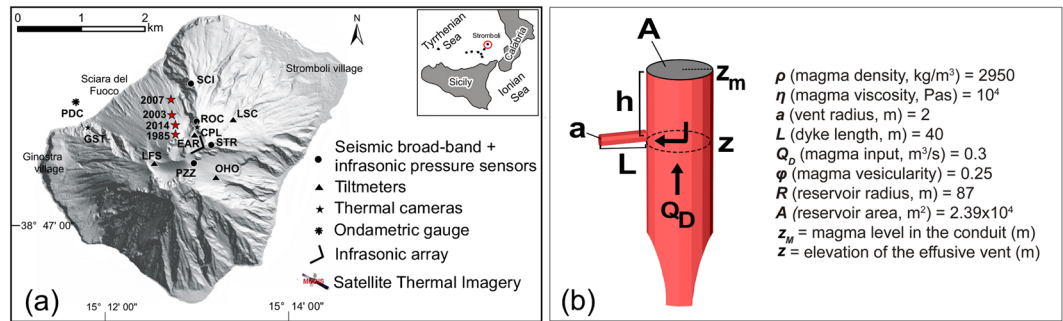 0 1 2
km
N
Tyrrhenian
Sea
Stromboli
Calabria
Sicily
Ionian
Sea
Sciara del
Fuoco
Stromboli village
SCI
2007
PDC
2003
ROC
LSC
2014
CPL
GST
1985
EAR
STR
Ginostra
village
LFS
PZZ
OHO
Seismic broad-band +
infrasonic pressure sensors
Tiltmeters
Thermal cameras
Ondametric gauge
Infrasonic array
Satellite Thermal Imagery
38° 47' 00"
15° 12' 00"
15° 14' 00"
(a)
A
z_m
h
a
z
L
Q_D
(b)
ρ (magma density, kg/m³) = 2950
η (magma viscosity, Pas) = 10⁴
a (vent radius, m) = 2
L (dyke length, m) = 40
Q_D (magma input, m³/s) = 0.3
φ (magma vesicularity) = 0.25
R (reservoir radius, m) = 87
A (reservoir area, m²) = 2.39x10⁴
z_M = magma level in the conduit (m)
z = elevation of the effusive vent (m)